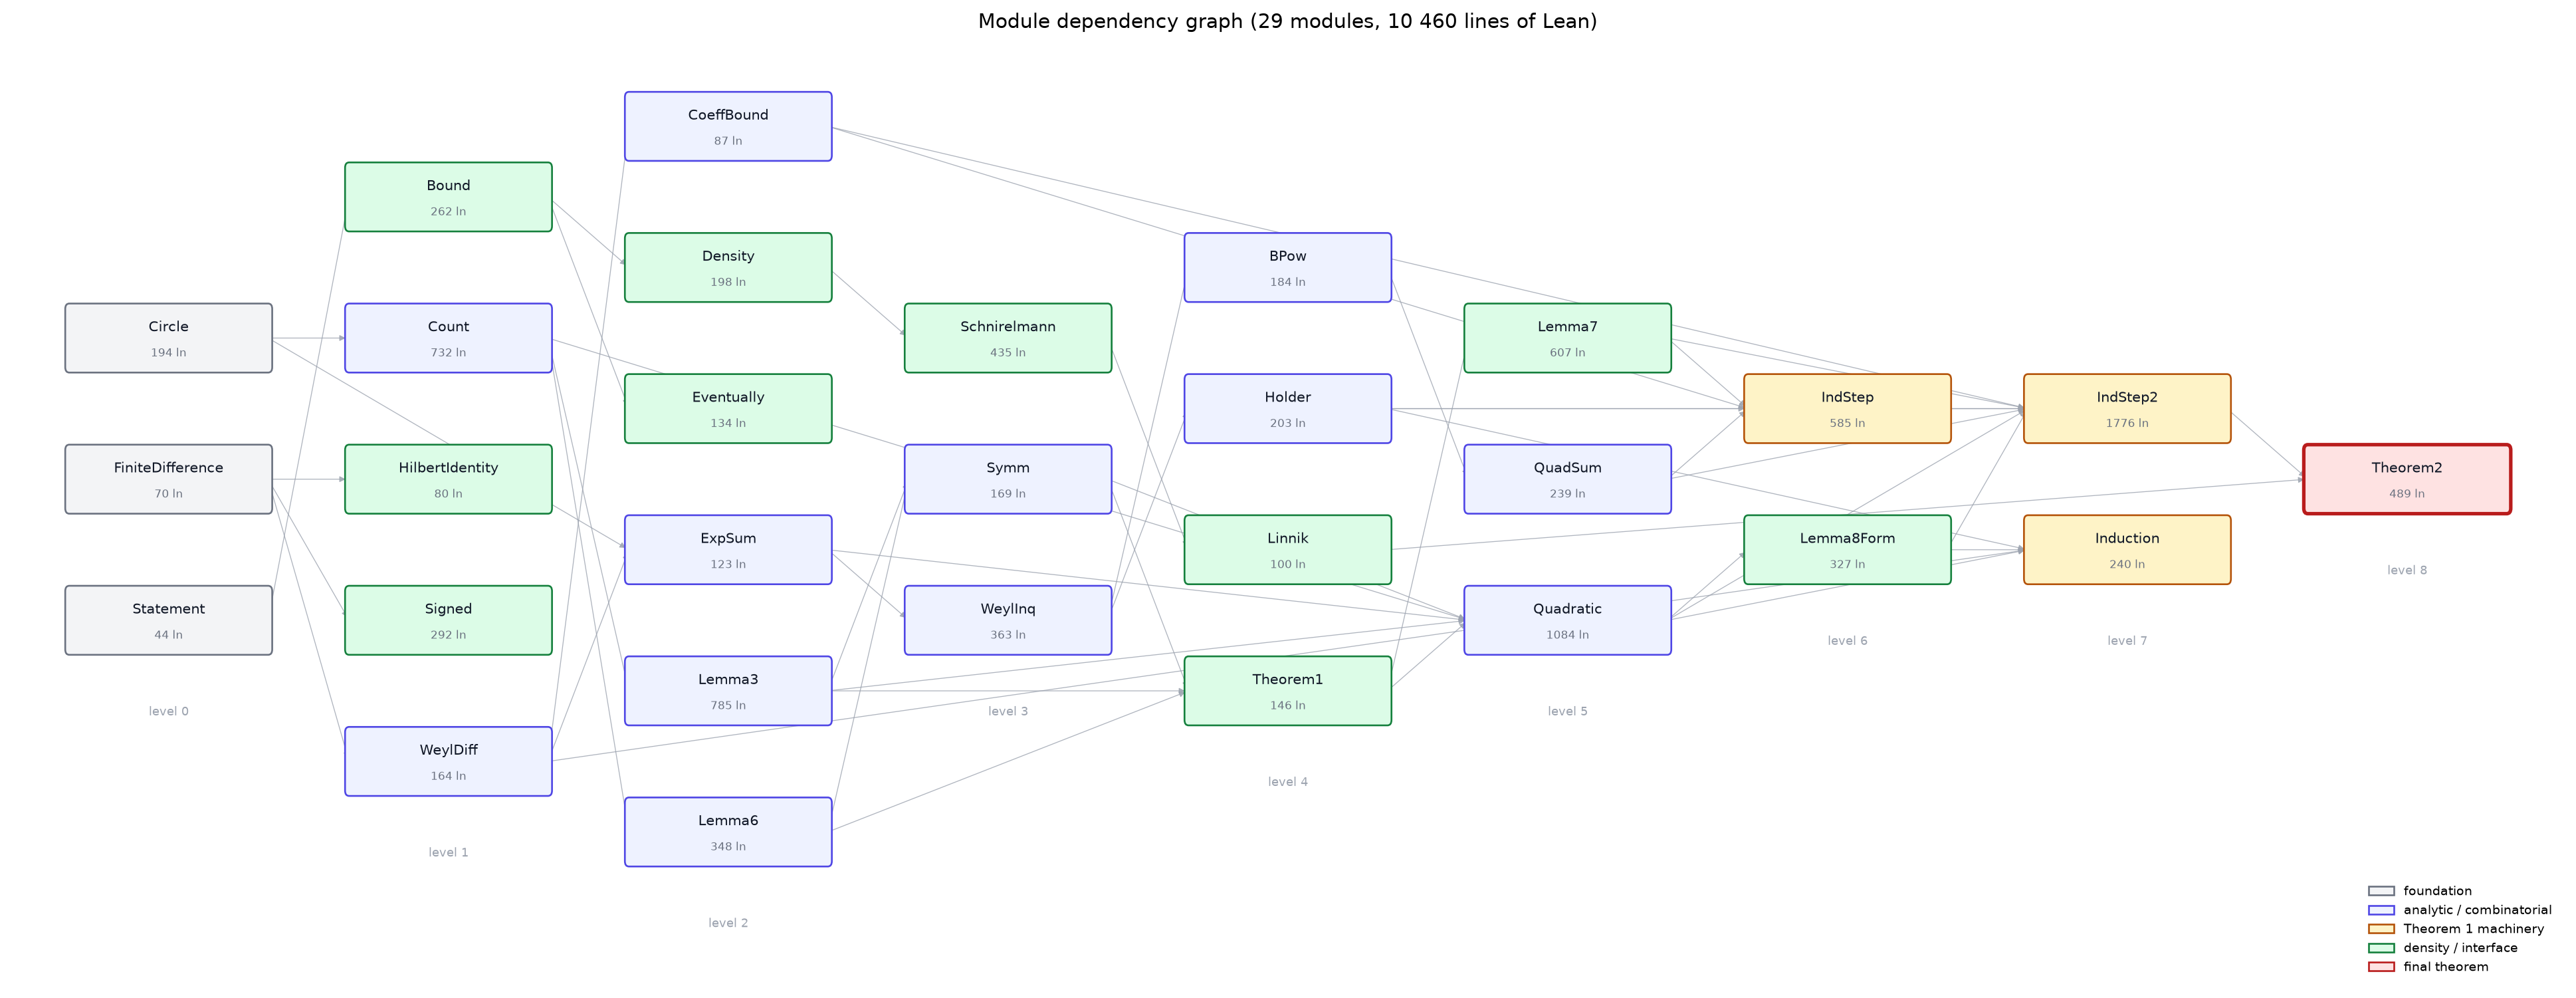 Module dependency graph (29 modules, 10 460 lines of Lean)
Circle
194 ln
FiniteDifference
70 ln
Statement
44 ln
level 0
Bound
262 ln
Count
732 ln
HilbertIdentity
80 ln
Signed
292 ln
WeylDiff
164 ln
level 1
CoeffBound
87 ln
Density
198 ln
Eventually
134 ln
ExpSum
123 ln
Lemma3
785 ln
Lemma6
348 ln
level 2
Schnirelmann
435 ln
Symm
169 ln
WeylInq
363 ln
level 3
BPow
184 ln
Holder
203 ln
Linnik
100 ln
Theorem1
146 ln
level 4
Lemma7
607 ln
QuadSum
239 ln
Quadratic
1084 ln
level 5
IndStep
585 ln
Lemma8Form
327 ln
level 6
IndStep2
1776 ln
Induction
240 ln
level 7
Theorem2
489 ln
level 8
foundation
analytic / combinatorial
Theorem 1 machinery
density / interface
final theorem